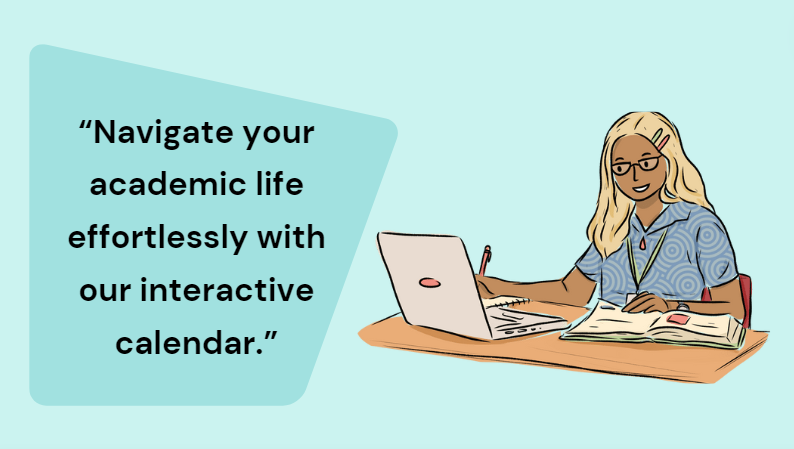 “Navigate your
academic life
effortlessly with
our interactive
calendar.”